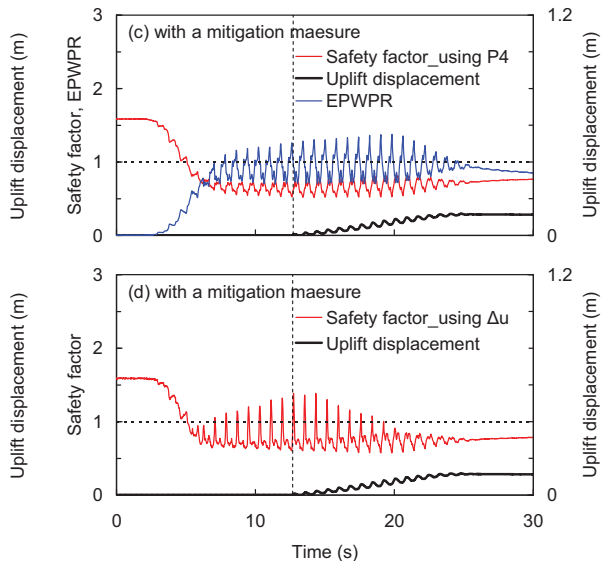 (c) with a mitigation maesure
Safety factor_using P4
Uplift displacement
EPWPR
Uplift displacement (m)
Safety factor, EPWPR
3
2
1
0
1.2
0
Uplift displacement (m)
(d) with a mitigation maesure
Safety factor_using Δu
Uplift displacement
Uplift displacement (m)
Safety factor
3
2
1
0
1.2
0
Uplift displacement (m)
0 10 20 30
Time (s)